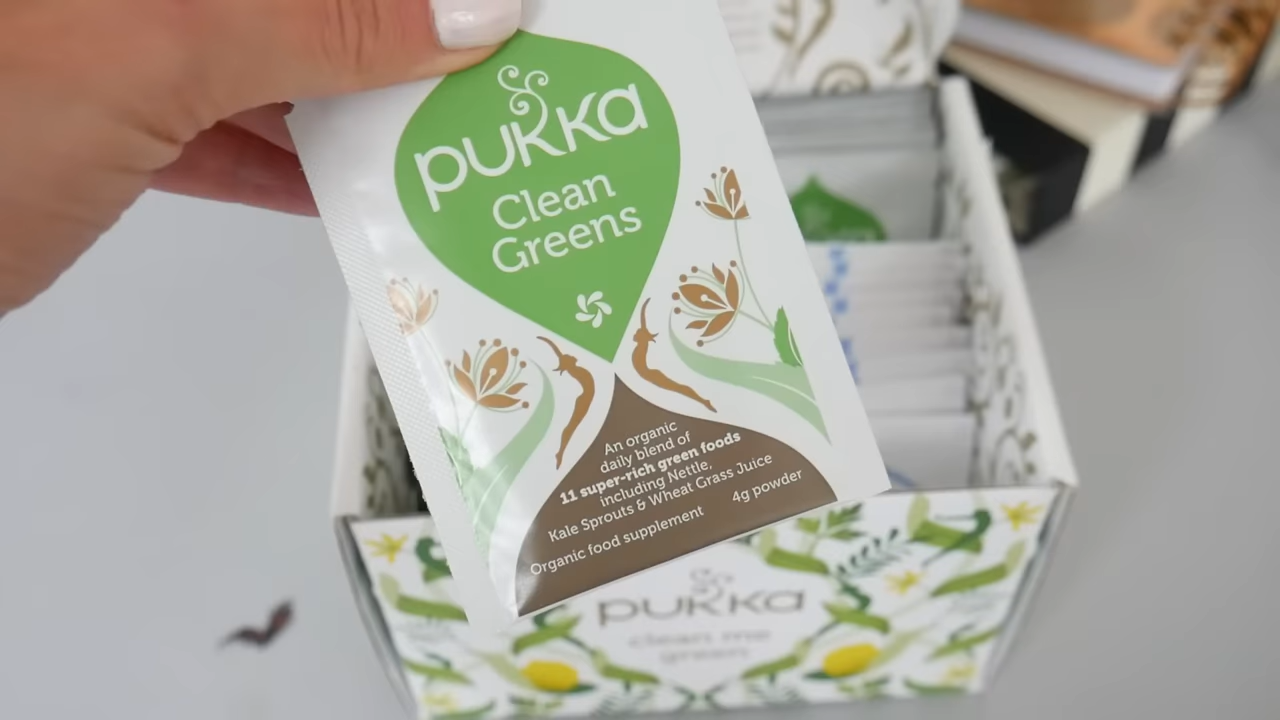 pukka
Clean
Greens
An organic
daily blend of
11 super-rich green foods
including Nettle,
Kale Sprouts & Wheat Grass Juice
4g powder
Organic food supplement
pukka
clean me
green